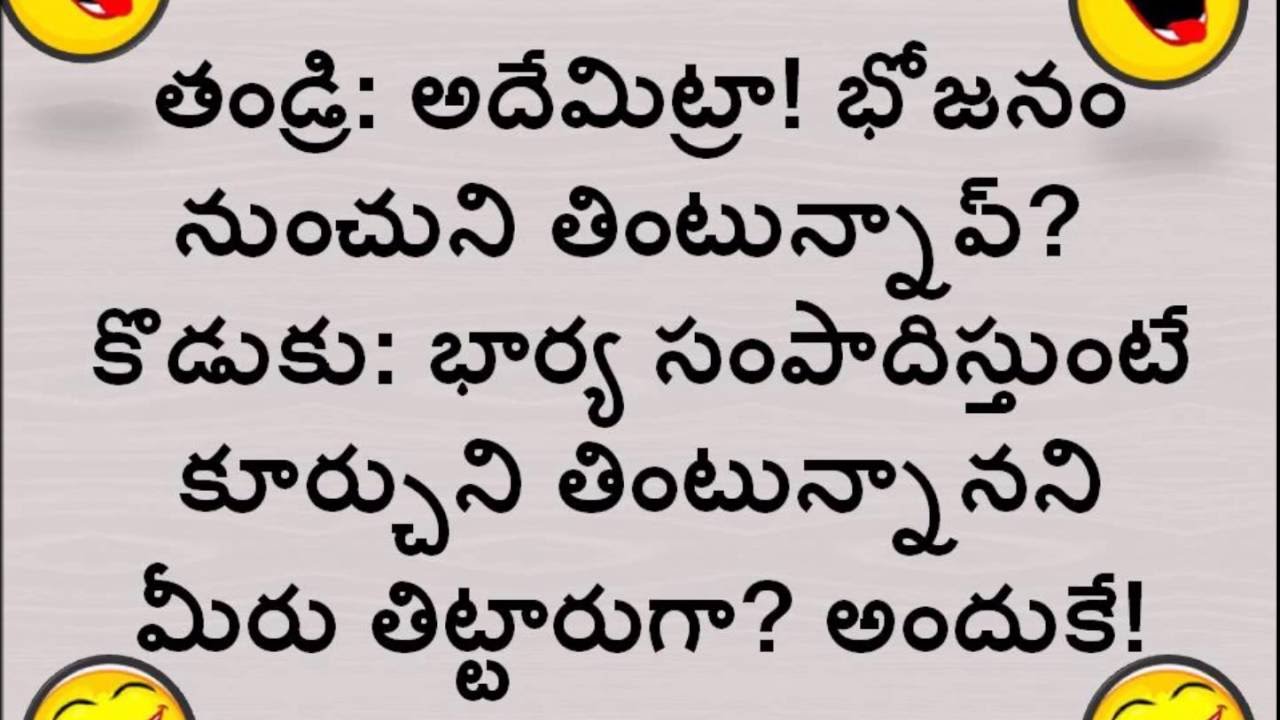 తండ్రి: అదేమిట్రా! భోజనం
నుంచుని తింటున్నావ్?
కొడుకు: భార్య సంపాదిస్తుంటే
కూర్చుని తింటున్నానని
మీరు తిట్టారుగా? అందుకే!